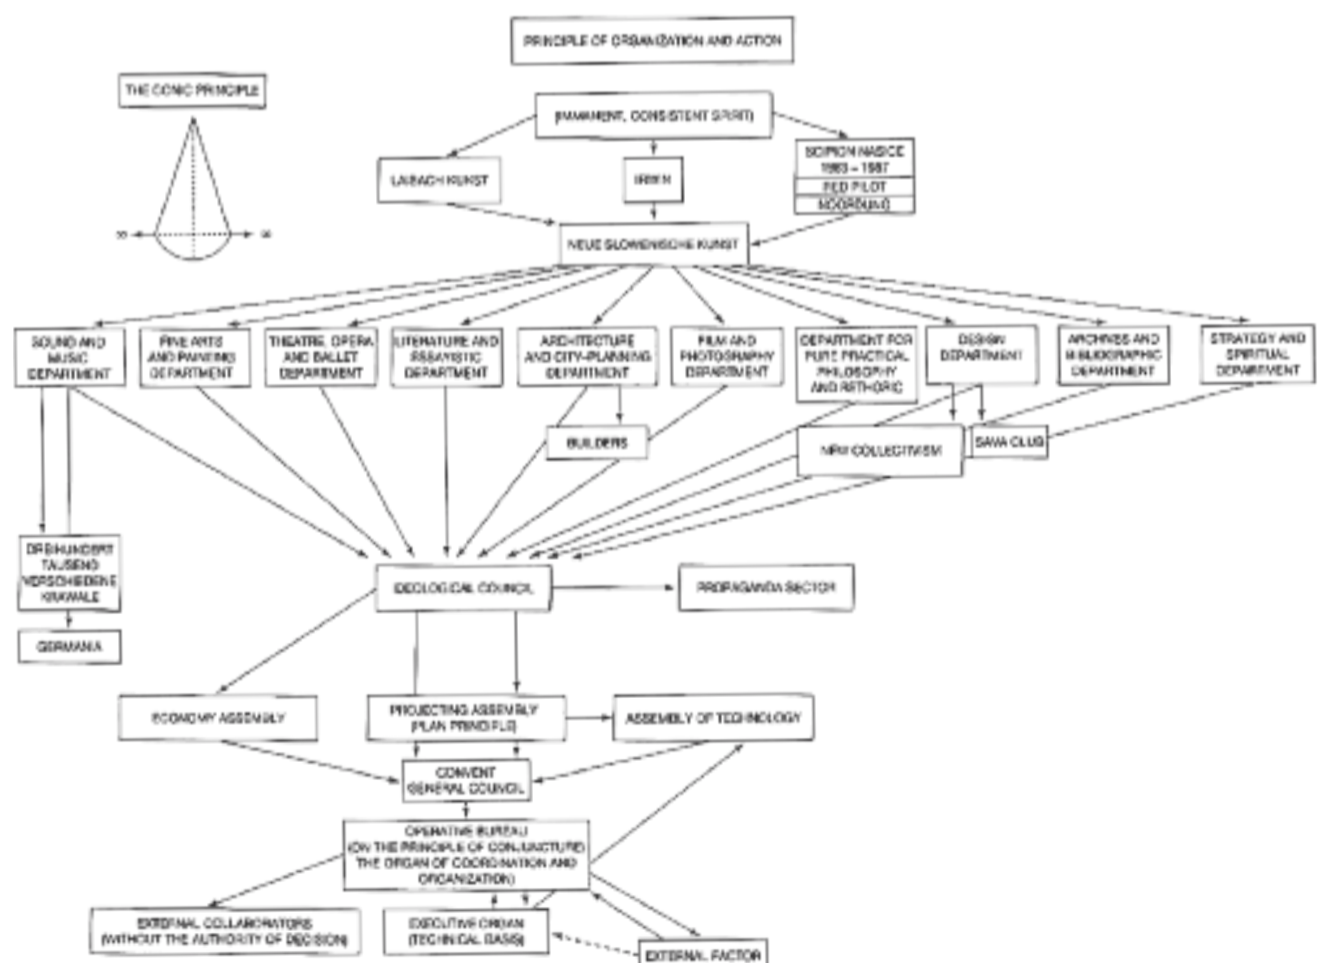 PRINCIPLE OF ORGANIZATION AND ACTION
THE CONIC PRINCIPLE
(IMMANENT, CONSISTENT SPIRIT)
LAIBACH KUNST
IRWIN
SCIPION NASICE
1983 – 1987
RED PILOT
NOORDUNG
NEUE SLOWENISCHE KUNST
SOUND AND
MUSIC
DEPARTMENT
FINE ARTS
AND PAINTING
DEPARTMENT
THEATRE, OPERA
AND BALLET
DEPARTMENT
LITERATURE AND
ESSAYISTIC
DEPARTMENT
ARCHITECTURE
AND CITY-PLANNING
DEPARTMENT
FILM AND
PHOTOGRAPHY
DEPARTMENT
DEPARTMENT FOR
PURE PRACTICAL
PHILOSOPHY
AND RETHORIC
DESIGN
DEPARTMENT
ARCHIVES AND
BIBLIOGRAPHIC
DEPARTMENT
STRATEGY AND
SPIRITUAL
DEPARTMENT
BUILDERS
NEW COLLECTIVISM
SAVA CLUB
DREIHUNDERT
TAUSEND
VERSCHIEDENE
KRAWALE
GERMANIA
IDEOLOGICAL COUNCIL
PROPAGANDA SECTOR
ECONOMY ASSEMBLY
PROJECTING ASSEMBLY
(PLAN PRINCIPLE)
ASSEMBLY OF TECHNOLOGY
CONVENT
GENERAL COUNCIL
OPERATIVE BUREAU
(ON THE PRINCIPLE OF CONJUNCTURE)
THE ORGAN OF COORDINATION AND
ORGANIZATION)
EXTERNAL COLLABORATORS
(WITHOUT THE AUTHORITY OF DECISION)
EXECUTIVE ORGAN
(TECHNICAL BASIS)
EXTERNAL FACTOR